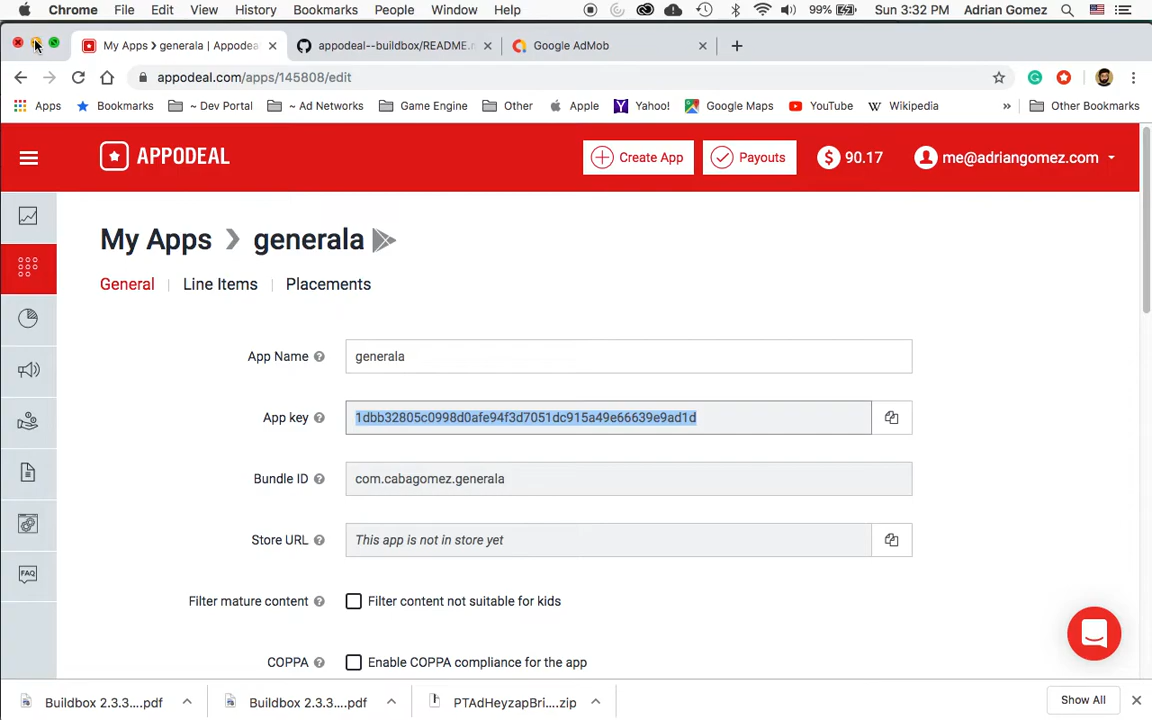 Chrome File Edit View History Bookmarks People Window Help 99% Sun 3:32 PM Adrian Gomez
My Apps ❯ generala | Appodea appodeal--buildbox/README. Google AdMob
appodeal.com/apps/145808/edit
Apps Bookmarks ~ Dev Portal ~ Ad Networks Game Engine Other Apple Yahoo! Google Maps YouTube Wikipedia » Other Bookmarks
APPODEAL Create App Payouts $ 90.17 me@adriangomez.com
My Apps ❯ generala
General | Line Items | Placements
App Name ? generala
App key ? 1dbb32805c0998d0afe94f3d7051dc915a49e66639e9ad1d
Bundle ID ? com.cabagomez.generala
Store URL ? This app is not in store yet
Filter mature content ? Filter content not suitable for kids
FAQ
COPPA ? Enable COPPA compliance for the app
Buildbox 2.3.3....pdf Buildbox 2.3.3....pdf PTAdHeyzapBri....zip Show All